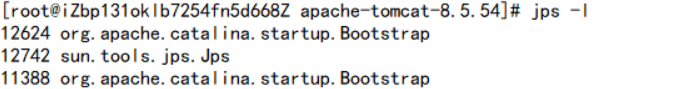 [root@iZbp131oklb7254fn5d668Z apache-tomcat-8.5.54]# jps -l
12624 org.apache.catalina.startup.Bootstrap
12742 sun.tools.jps.Jps
11388 org.apache.catalina.startup.Bootstrap